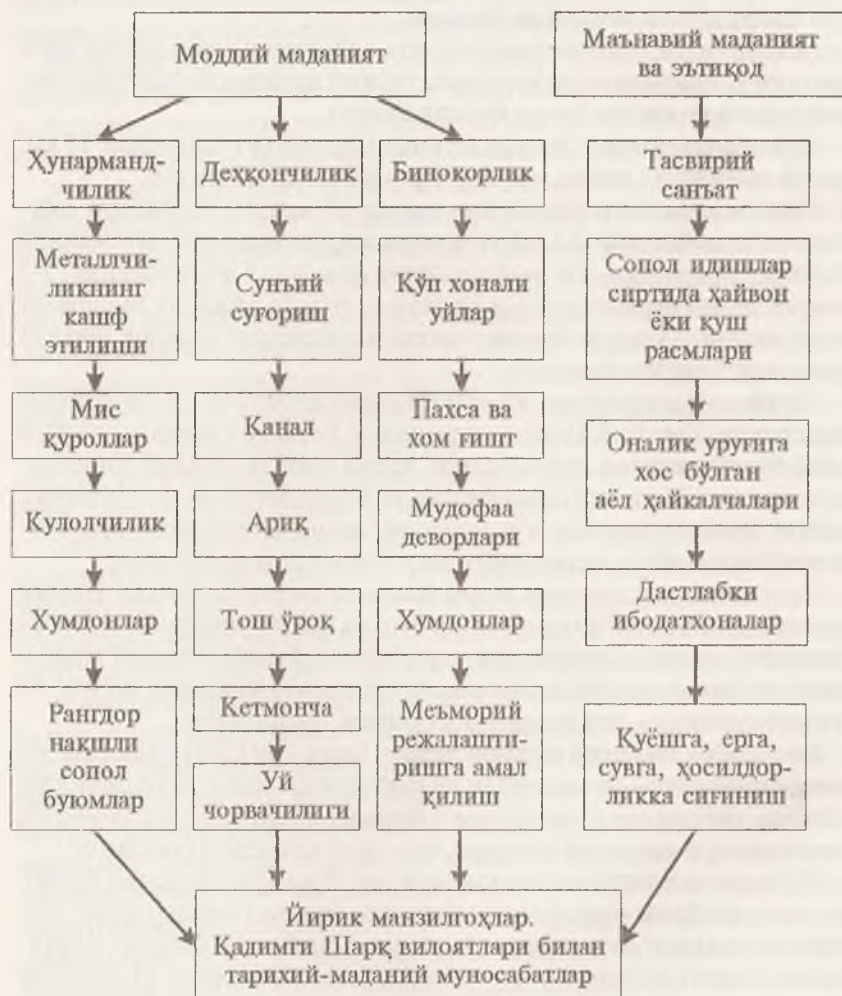 Моддий маданият
Маънавий маданият
ва эътиқод
Ҳунарманд-
чилик
Деҳқончилик
Бинокорлик
Тасвирий
санъат
Металлчи-
ликнинг
кашф
этилиши
Сунъий
суғориш
Кўп хонали
уйлар
Сопол идишлар
сиртида ҳайвон
ёки қуш
расмлари
Мис
қуроллар
Канал
Пахса ва
хом ғишт
Оналик уруғига
хос бўлган
аёл ҳайкалчалари
Кулолчилик
Ариқ
Мудофаа
деворлари
Хумдонлар
Тош ўроқ
Хумдонлар
Дастлабки
ибодатхоналар
Рангдор
нақшли
сопол
буюмлар
Кетмонча
Уй
чорвачилиги
Меъморий
режалашти-
ришга амал
қилиш
Қуёшга, ерга,
сувга, ҳосилдор-
ликка сиғиниш
Йирик манзилгоҳлар.
Қадимги Шарқ вилоятлари билан
тарихий-маданий муносабатлар